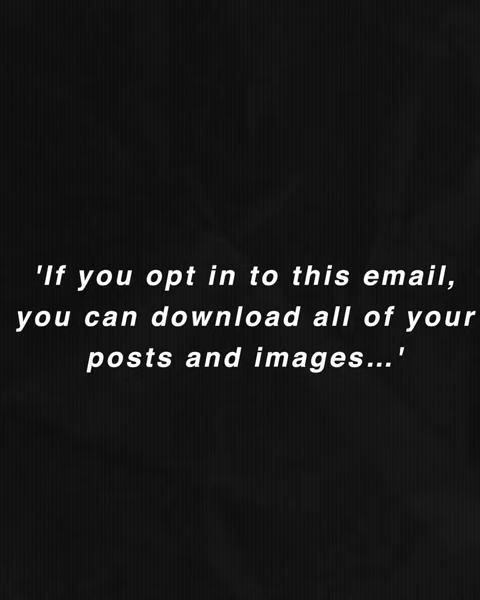 'If you opt in to this email,
you can download all of your
posts and images...'